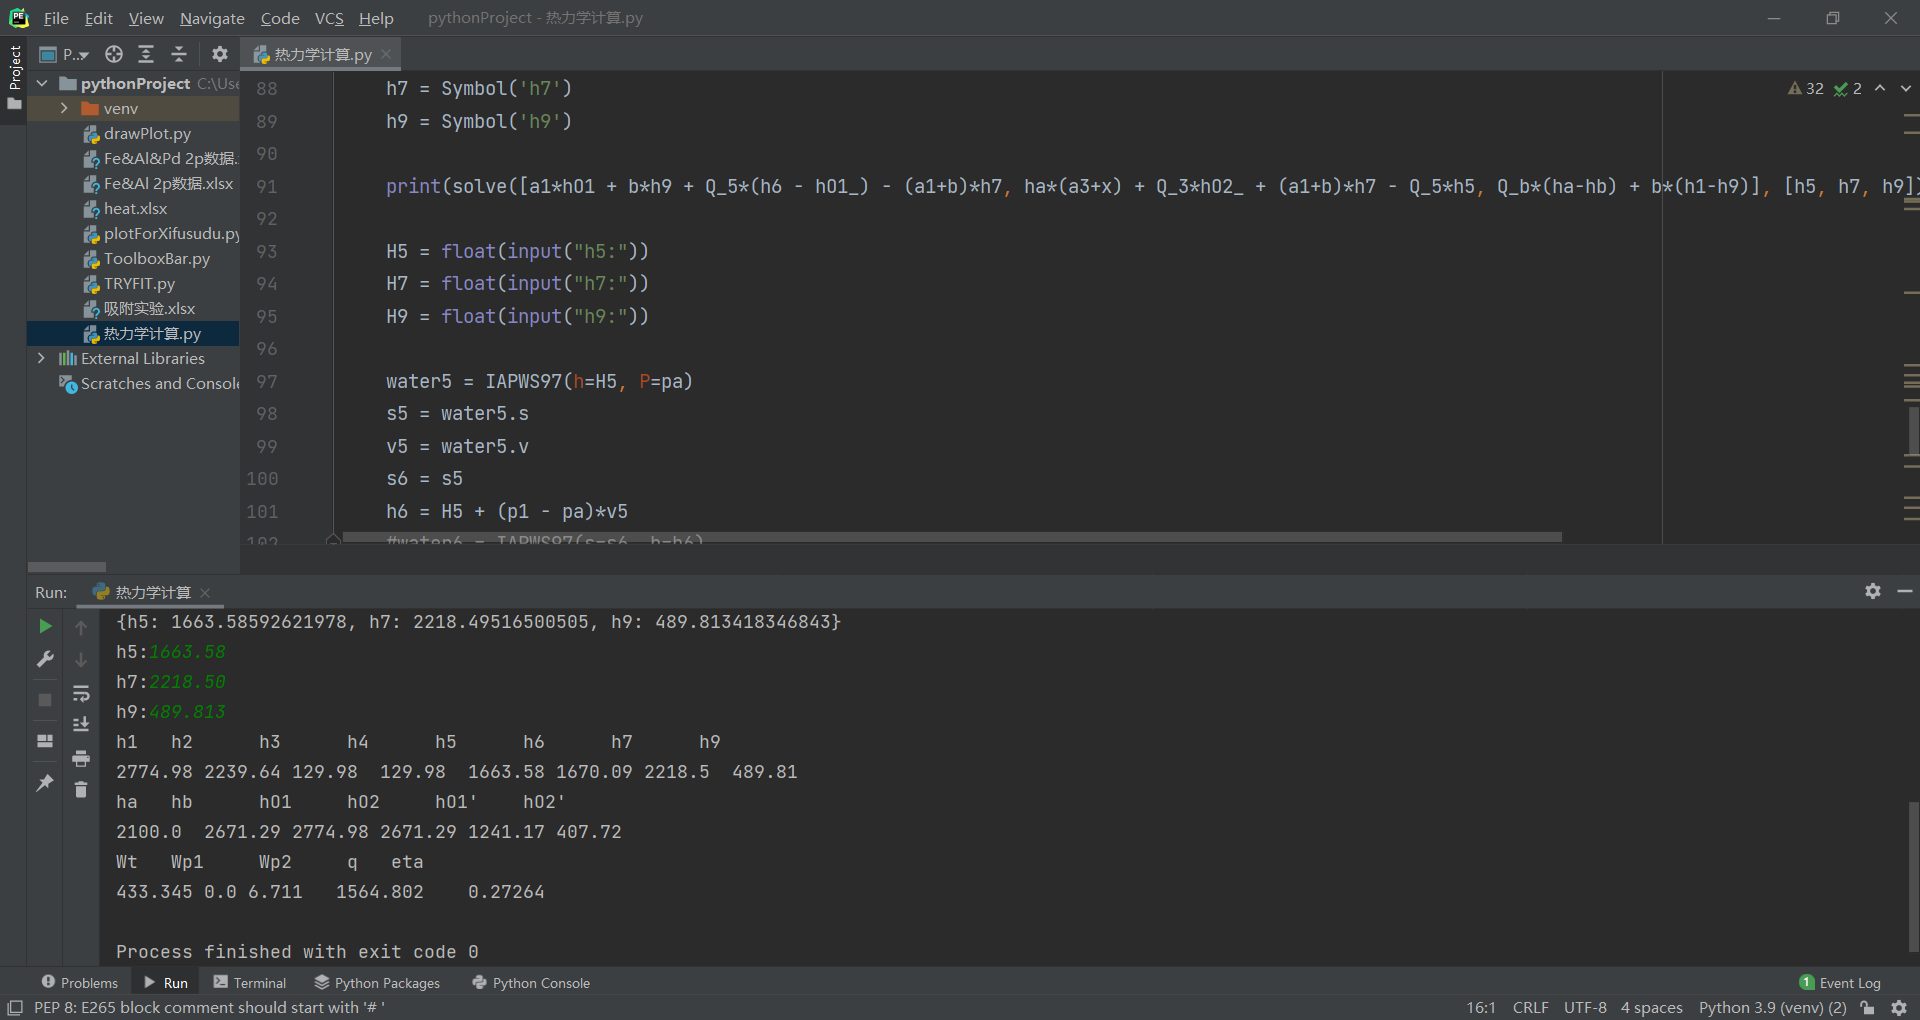 File Edit View Navigate Code VCS Help pythonProject - 热力学计算.py
P... 热力学计算.py
Project
pythonProject C:\Use
venv
drawPlot.py
Fe&Al&Pd 2p数据.
Fe&Al 2p数据.xlsx
heat.xlsx
plotForXifusudu.py
ToolboxBar.py
TRYFIT.py
吸附实验.xlsx
热力学计算.py
External Libraries
Scratches and Console
32 2
88 h7 = Symbol('h7')
89 h9 = Symbol('h9')
90
91 print(solve([a1*hO1 + b*h9 + Q_5*(h6 - hO1_) - (a1+b)*h7, ha*(a3+x) + Q_3*hO2_ + (a1+b)*h7 - Q_5*h5, Q_b*(ha-hb) + b*(h1-h9)], [h5, h7, h9])
92
93 H5 = float(input("h5:"))
94 H7 = float(input("h7:"))
95 H9 = float(input("h9:"))
96
97 water5 = IAPWS97(h=H5, P=pa)
98 s5 = water5.s
99 v5 = water5.v
100 s6 = s5
101 h6 = H5 + (p1 - pa)*v5
102 #water6 = IAPWS97(s=s6, h=h6)
Run: 热力学计算
{h5: 1663.58592621978, h7: 2218.49516500505, h9: 489.813418346843}
h5:1663.58
h7:2218.50
h9:489.813
h1 h2 h3 h4 h5 h6 h7 h9
2774.98 2239.64 129.98 129.98 1663.58 1670.09 2218.5 489.81
ha hb hO1 hO2 hO1' hO2'
2100.0 2671.29 2774.98 2671.29 1241.17 407.72
Wt Wp1 Wp2 q eta
433.345 0.0 6.711 1564.802 0.27264
Process finished with exit code 0
Problems Run Terminal Python Packages Python Console 1 Event Log
PEP 8: E265 block comment should start with '# ' 16:1 CRLF UTF-8 4 spaces Python 3.9 (venv) (2)